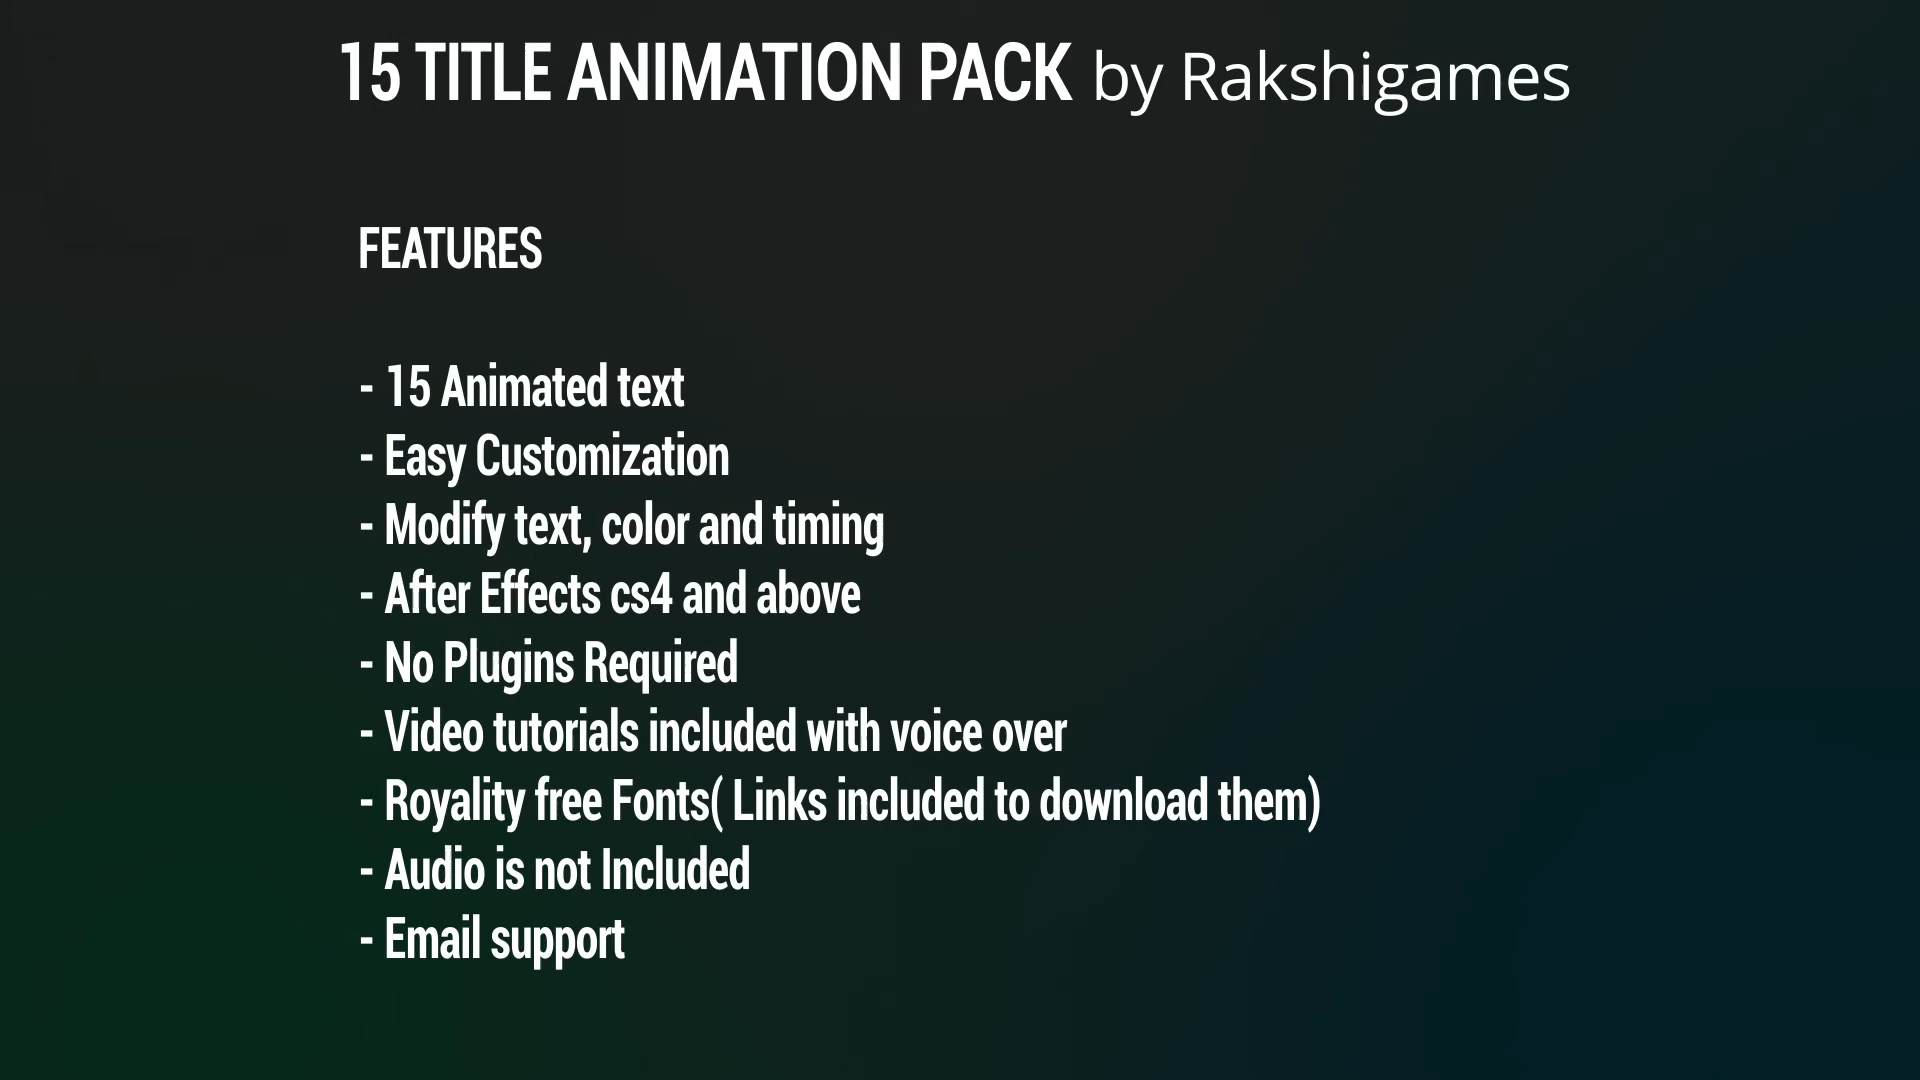 15 TITLE ANIMATION PACK by Rakshigames
FEATURES
- 15 Animated text
- Easy Customization
- Modify text, color and timing
- After Effects cs4 and above
- No Plugins Required
- Video tutorials included with voice over
- Royality free Fonts( Links included to download them)
- Audio is not Included
- Email support